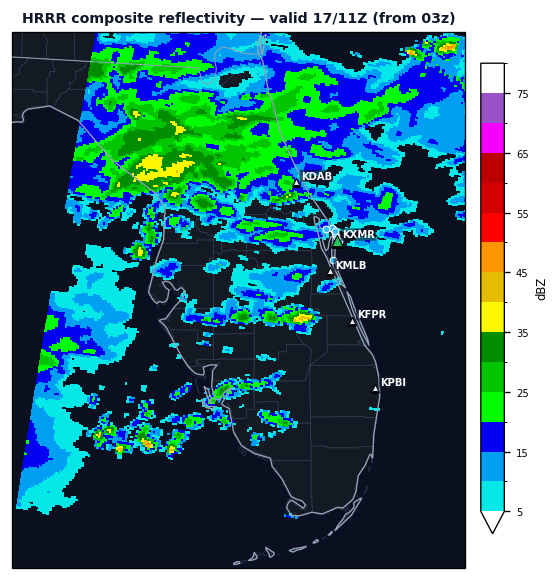 HRRR composite reflectivity — valid 17/11Z (from 03z)
KDAB
KXMR
KMLB
KFPR
KPBI
75
65
55
45
35
25
15
5
dBZ